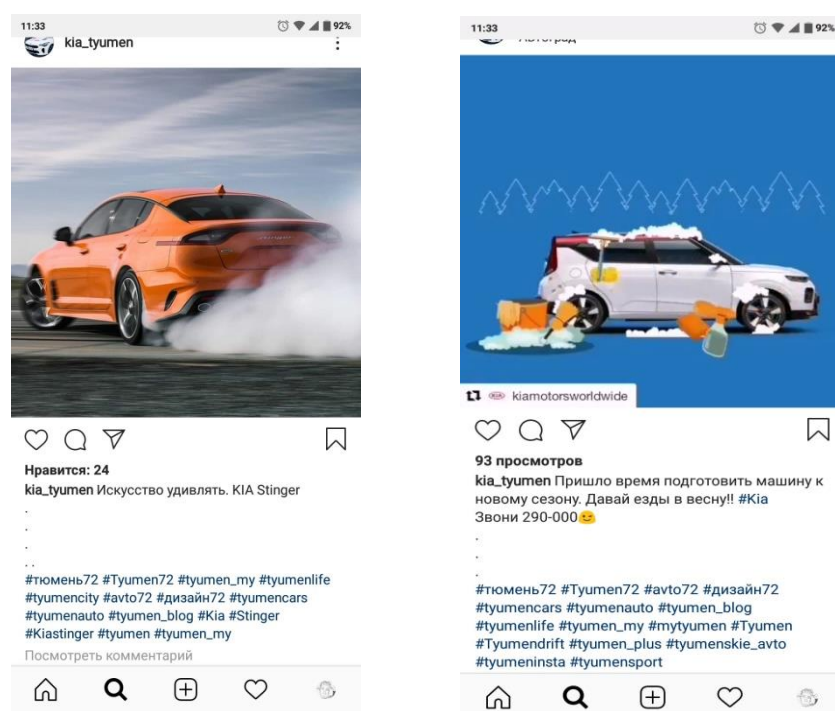 11:33
92%
kia_tyumen
Нравится: 24
kia_tyumen Искусство удивлять. KIA Stinger
.
.
.
. .
#тюмень72 #Tyumen72 #tyumen_my #tyumenlife
#tyumencity #avto72 #дизайн72 #tyumencars
#tyumenauto #tyumen_blog #Kia #Stinger
#Kiastinger #tyumen #tyumen_my
Посмотреть комментарий
11:33
92%
Автоград
KIA kiamotorsworldwide
93 просмотров
kia_tyumen Пришло время подготовить машину к
новому сезону. Давай езды в весну!! #Kia
Звони 290-000😉
.
.
.
#тюмень72 #Tyumen72 #avto72 #дизайн72
#tyumencars #tyumenauto #tyumen_blog
#tyumenlife #tyumen_my #mytyumen #Tyumen
#Tyumendrift #tyumen_plus #tyumenskie_avto
#tyumeninsta #tyumensport